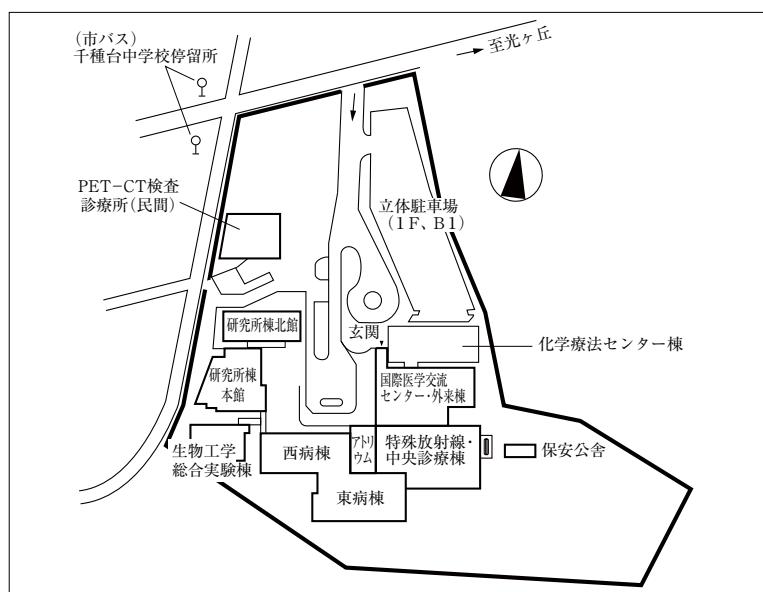 (市バス)
千種台中学校停留所
至光ヶ丘
PET-CT検査
診療所(民間)
立体駐車場
(1F、B1)
研究所棟北館
玄関
化学療法センター棟
研究所棟
本館
国際医学交流
センター・外来棟
生物工学
総合実験棟
西病棟
アトリ
ウム
特殊放射線・
中央診療棟
保安公舎
東病棟